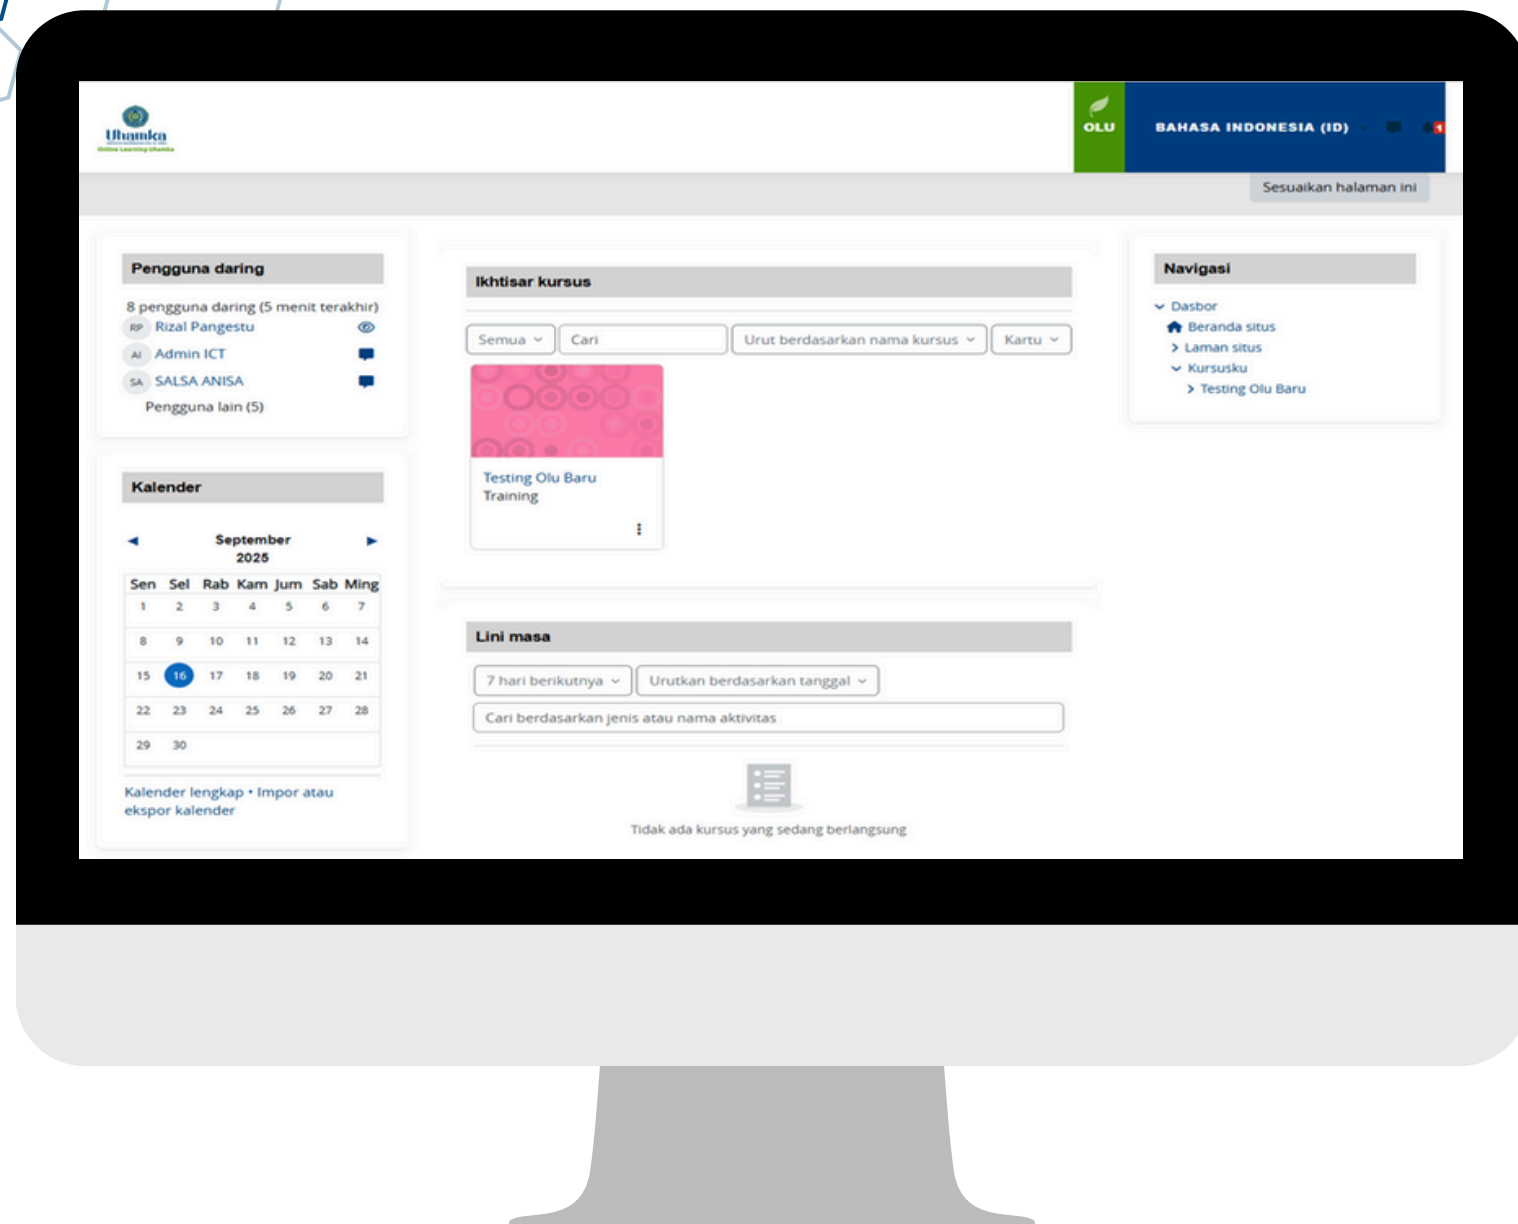 Uhamka
Online Learning Uhamka
OLU
BAHASA INDONESIA (ID)
1
Sesuaikan halaman ini
Pengguna daring
8 pengguna daring (5 menit terakhir)
RP Rizal Pangestu
AI Admin ICT
SA SALSA ANISA
Pengguna lain (5)
Kalender
September
2025
Sen Sel Rab Kam Jum Sab Ming
1 2 3 4 5 6 7
8 9 10 11 12 13 14
15 16 17 18 19 20 21
22 23 24 25 26 27 28
29 30
Kalender lengkap • Impor atau
ekspor kalender
Ikhtisar kursus
Semua Cari Urut berdasarkan nama kursus Kartu
Testing Olu Baru
Training
Lini masa
7 hari berikutnya Urutkan berdasarkan tanggal
Cari berdasarkan jenis atau nama aktivitas
Tidak ada kursus yang sedang berlangsung
Navigasi
Dasbor
Beranda situs
Laman situs
Kursusku
Testing Olu Baru